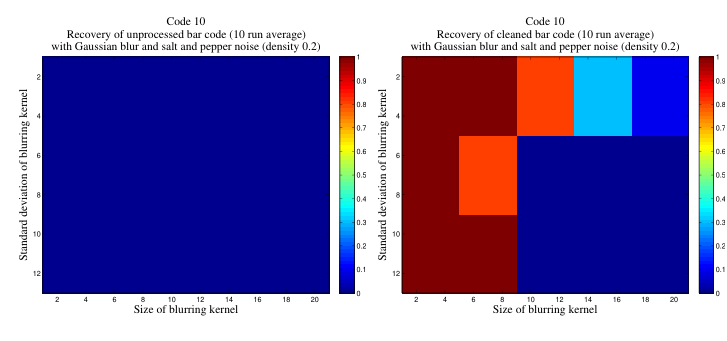 Code 10
Recovery of unprocessed bar code (10 run average)
with Gaussian blur and salt and pepper noise (density 0.2)
Standard deviation of blurring kernel
2
4
6
8
10
12
2 4 6 8 10 12 14 16 18 20
Size of blurring kernel
1
0.9
0.8
0.7
0.6
0.5
0.4
0.3
0.2
0.1
0
Code 10
Recovery of cleaned bar code (10 run average)
with Gaussian blur and salt and pepper noise (density 0.2)
Standard deviation of blurring kernel
2
4
6
8
10
12
2 4 6 8 10 12 14 16 18 20
Size of blurring kernel
1
0.9
0.8
0.7
0.6
0.5
0.4
0.3
0.2
0.1
0